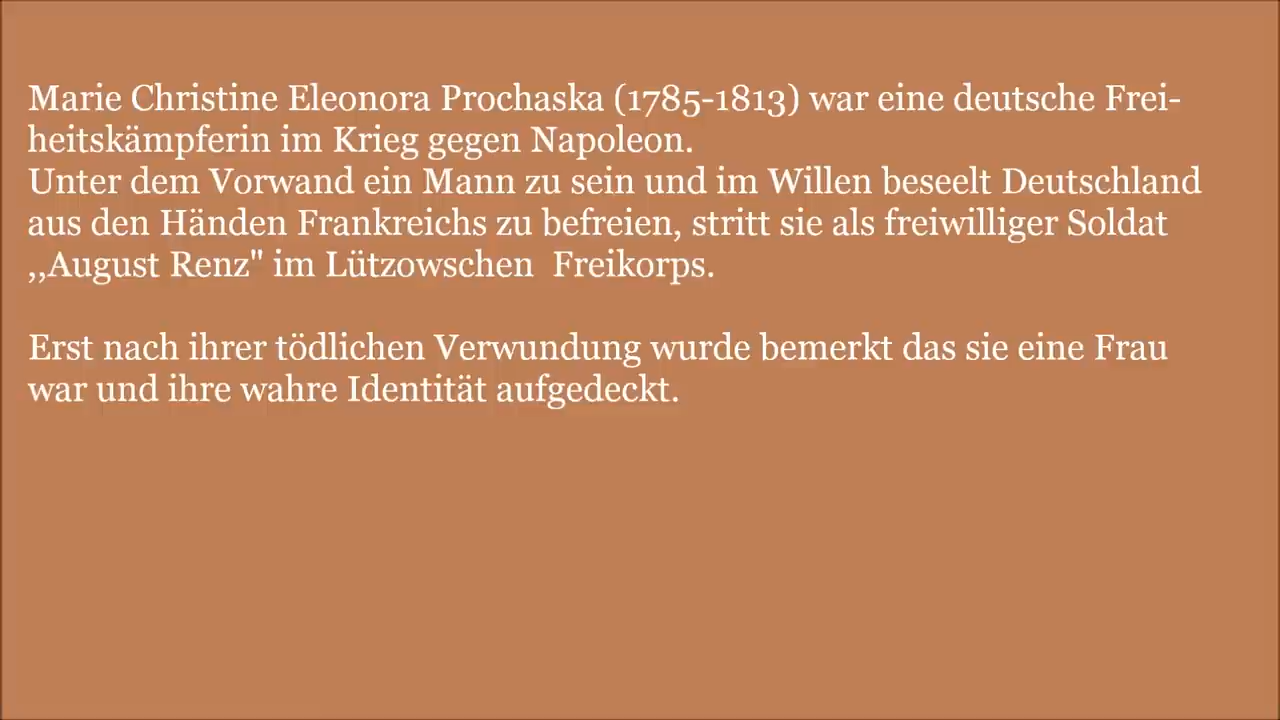 Marie Christine Eleonora Prochaska (1785-1813) war eine deutsche Frei-
heitskämpferin im Krieg gegen Napoleon.
Unter dem Vorwand ein Mann zu sein und im Willen beseelt Deutschland
aus den Händen Frankreichs zu befreien, stritt sie als freiwilliger Soldat
,,August Renz" im Lützowschen  Freikorps.
Erst nach ihrer tödlichen Verwundung wurde bemerkt das sie eine Frau
war und ihre wahre Identität aufgedeckt.